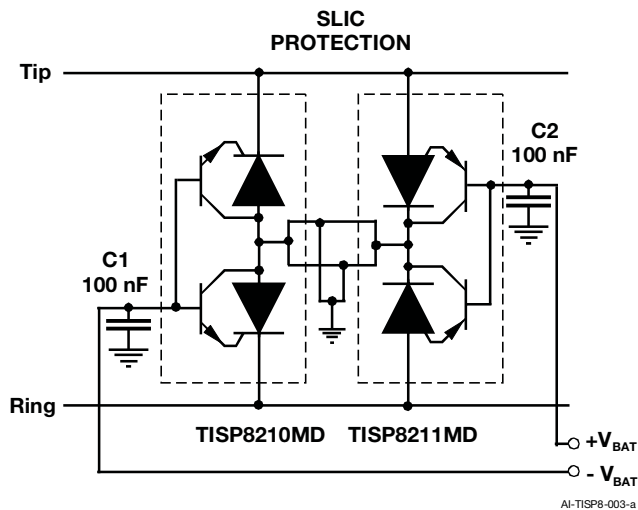 SLIC
PROTECTION
Tip
C2
100 nF
C1
100 nF
Ring
TISP8210MD
TISP8211MD
+VBAT
- VBAT
AI-TISP8-003-a